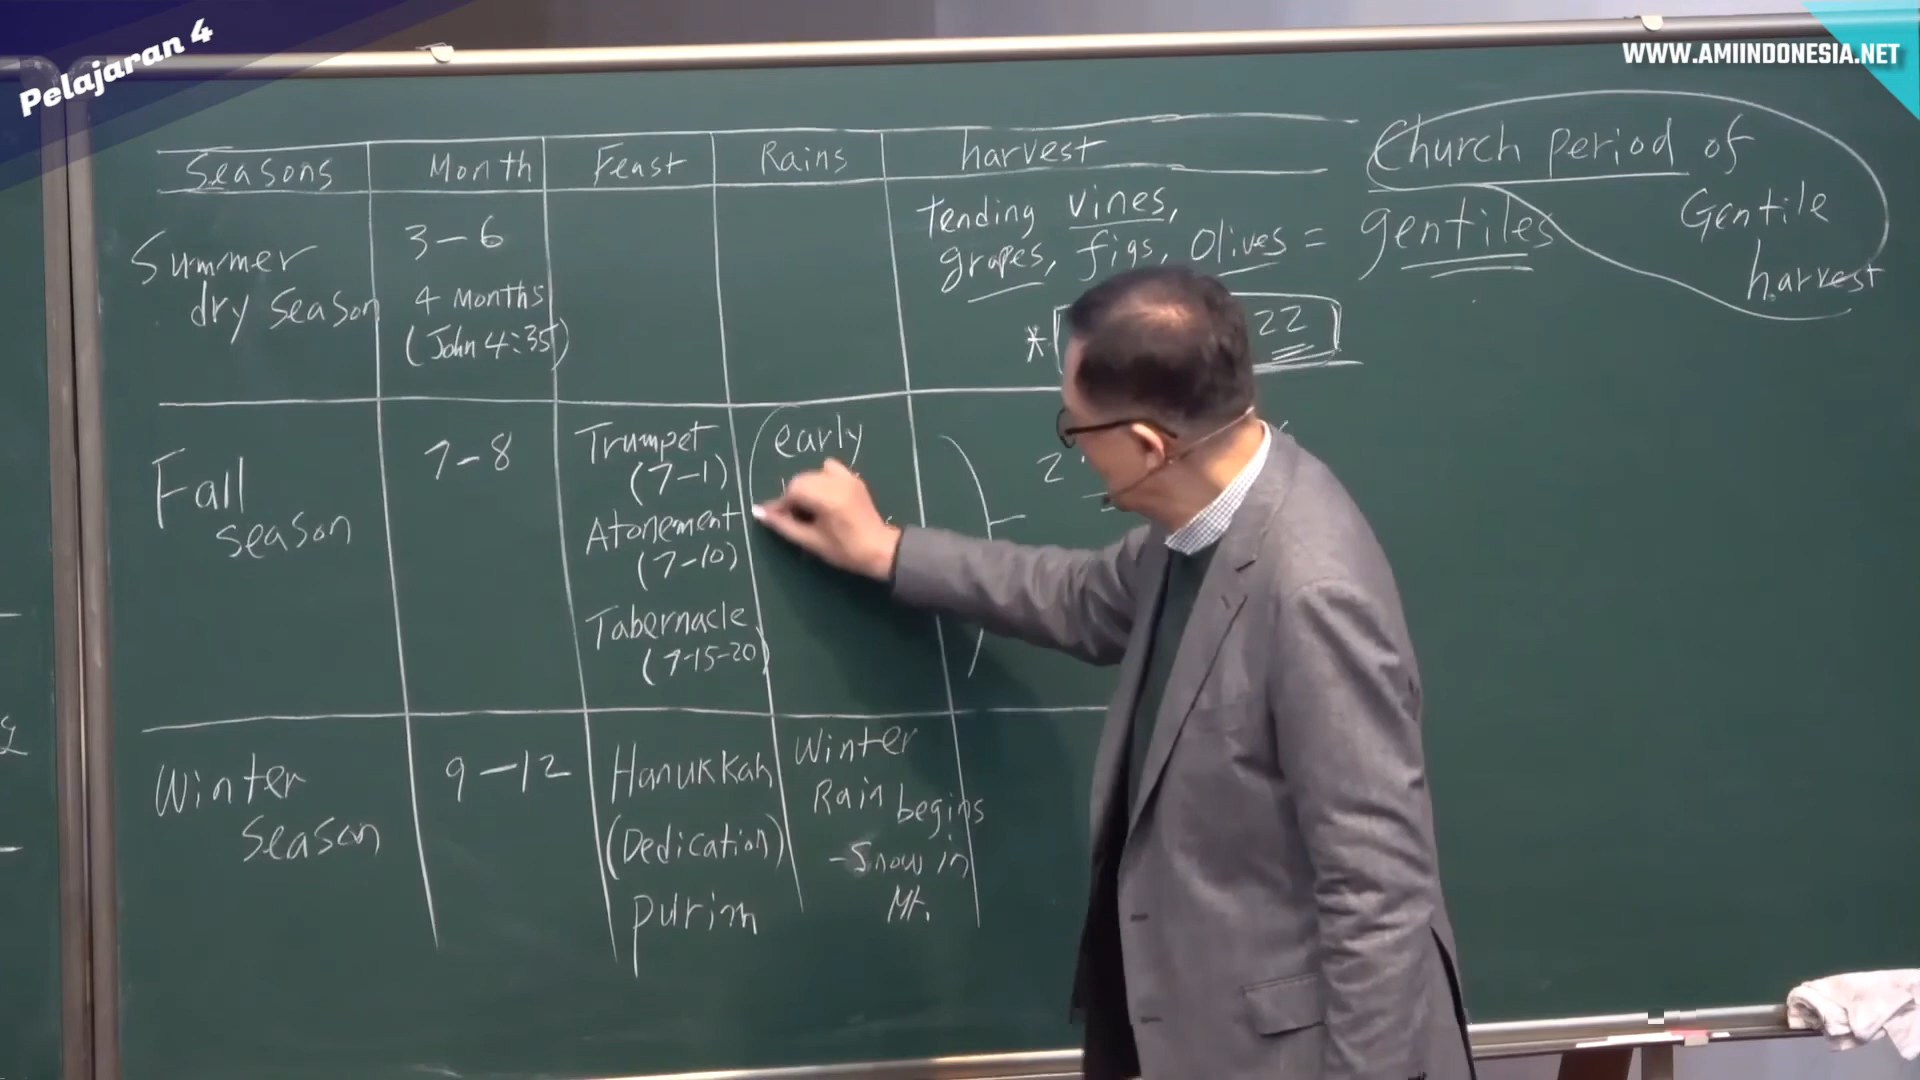 Pelajaran 4
WWW.AMIINDONESIA.NET
Seasons Month Feast Rains harvest
Church period of
Gentile
harvest
Summer
dry season
3-6
4 Months
(John 4:35)
Tending vines,
grapes, figs, Olives = gentiles
* 22
Fall
season
7-8
Trumpet
(7-1)
Atonement
(7-10)
Tabernacle
(7-15-20)
early
2
Winter
season
9-12
Hanukkah
(Dedication)
purim
Winter
Rain begins
-Snow in
Mt.